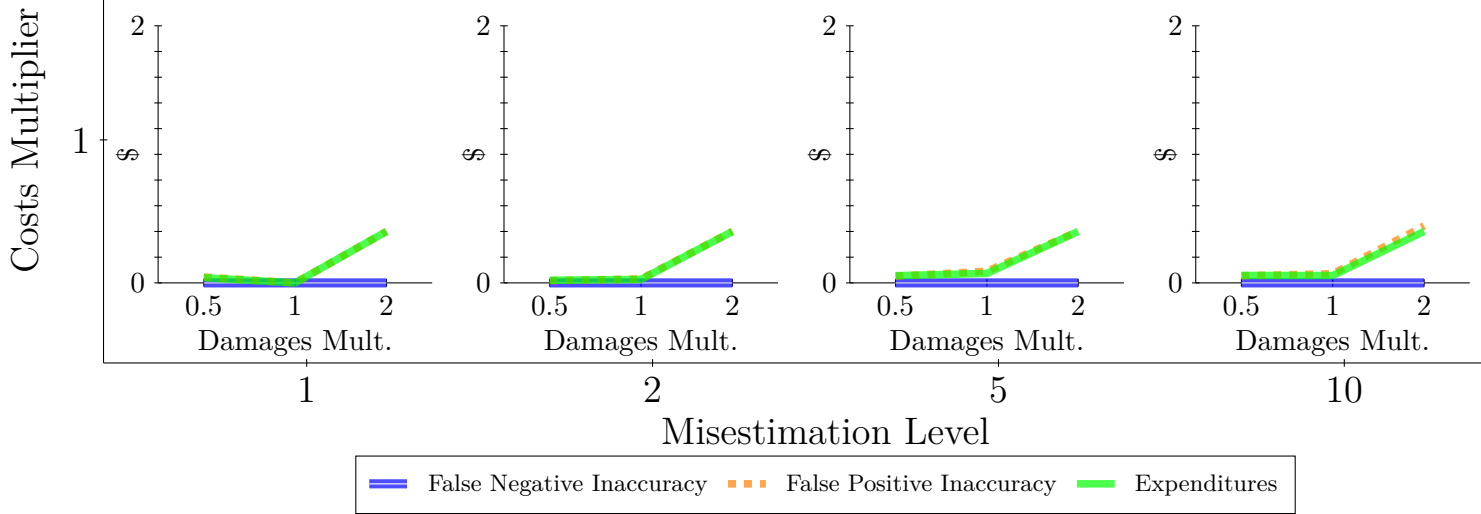 Costs Multiplier
1
2 2 2 2
$ $ $ $
0 0 0 0
0.5 1 2 0.5 1 2 0.5 1 2 0.5 1 2
Damages Mult. Damages Mult. Damages Mult. Damages Mult.
1 2 5 10
Misestimation Level
False Negative Inaccuracy False Positive Inaccuracy Expenditures